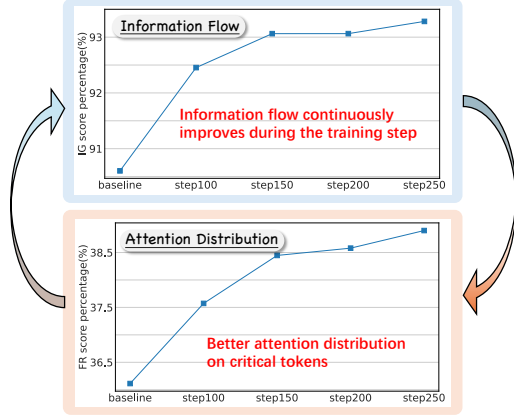 Information Flow
IG score percentage(%)
93
92
91
Information flow continuously
improves during the training step
baseline step100 step150 step200 step250
Attention Distribution
FR score percentage(%)
38,5
37,5
36,5
Better attention distribution
on critical tokens
baseline step100 step150 step200 step250